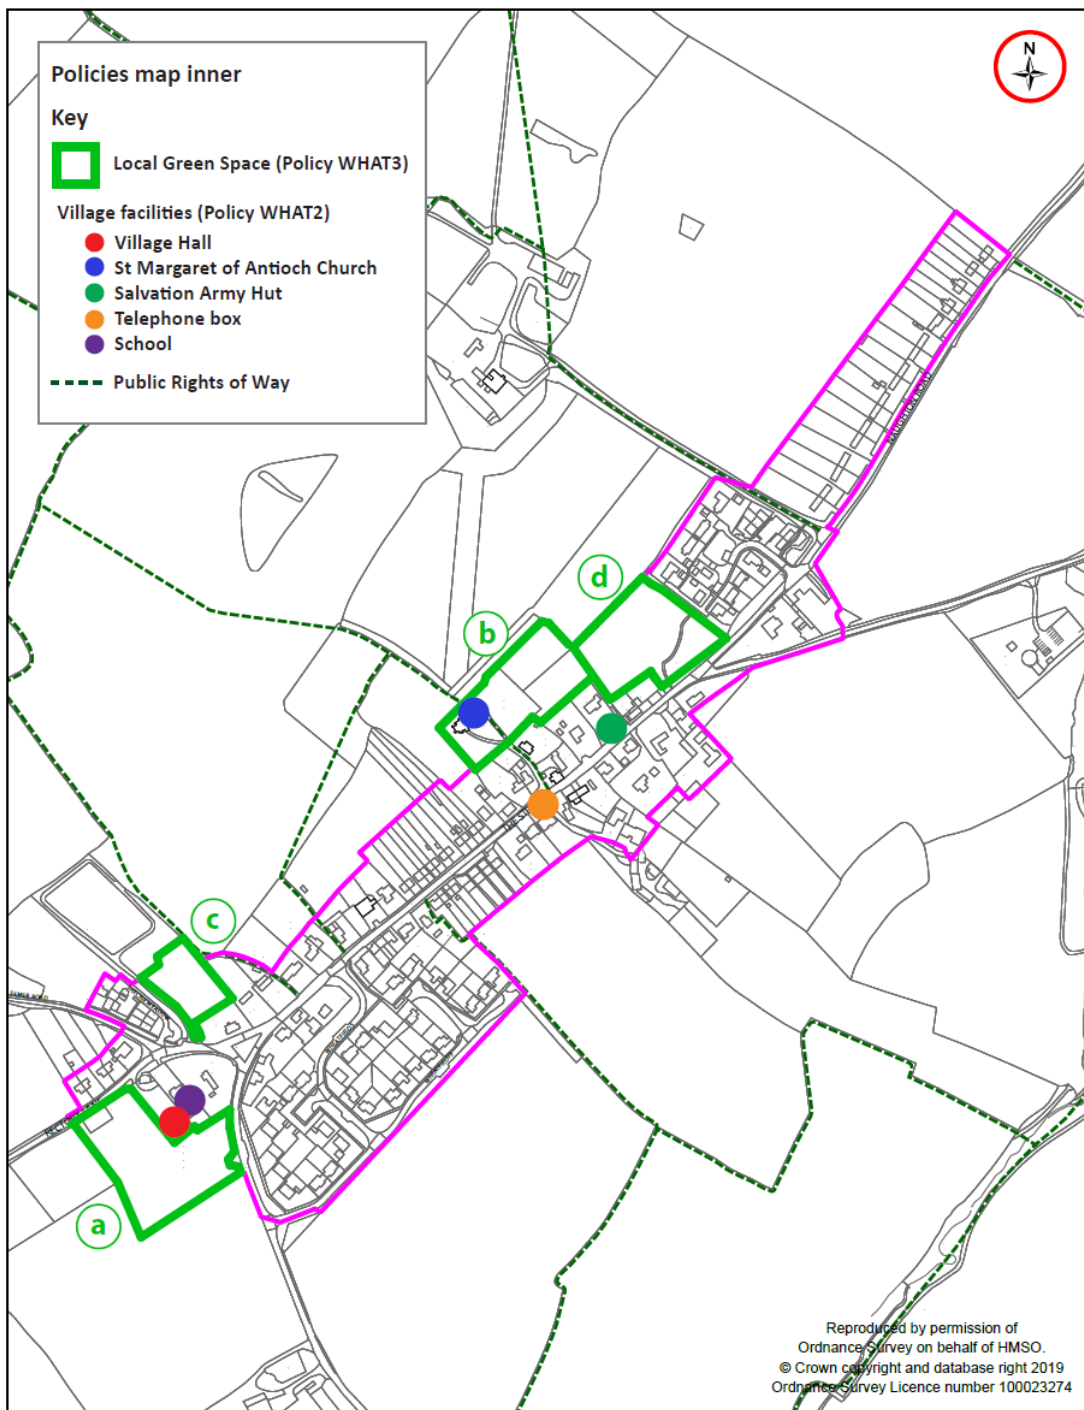 Policies map inner
Key
Local Green Space (Policy WHAT3)
Village facilities (Policy WHAT2)
Village Hall
St Margaret of Antioch Church
Salvation Army Hut
Telephone box
School
Public Rights of Way
N
NAUGHTON ROAD
d
b
c
a
Reproduced by permission of
Ordnance Survey on behalf of HMSO.
© Crown copyright and database right 2019
Ordnance Survey Licence number 100023274